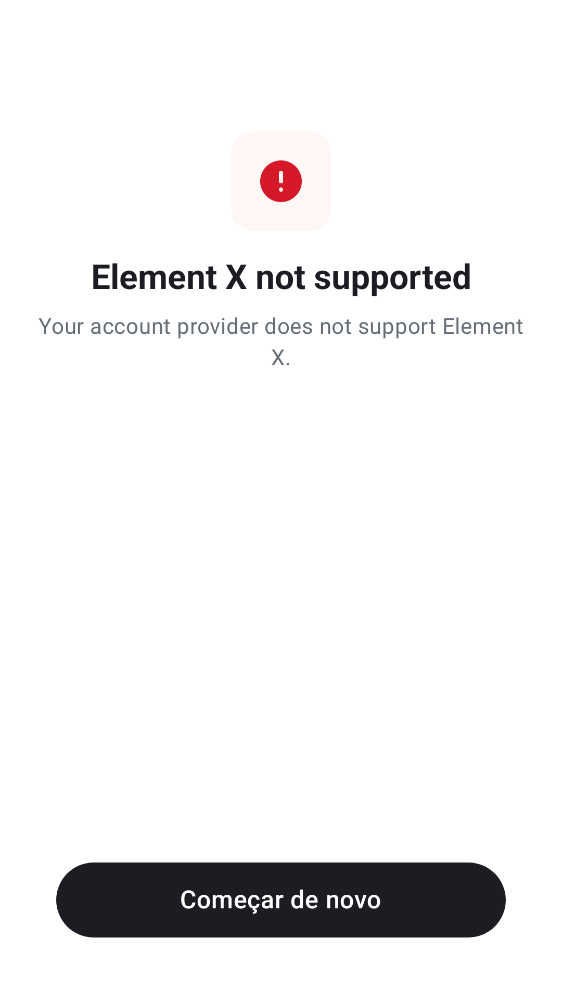 Element X not supported
Your account provider does not support Element
X.
Começar de novo